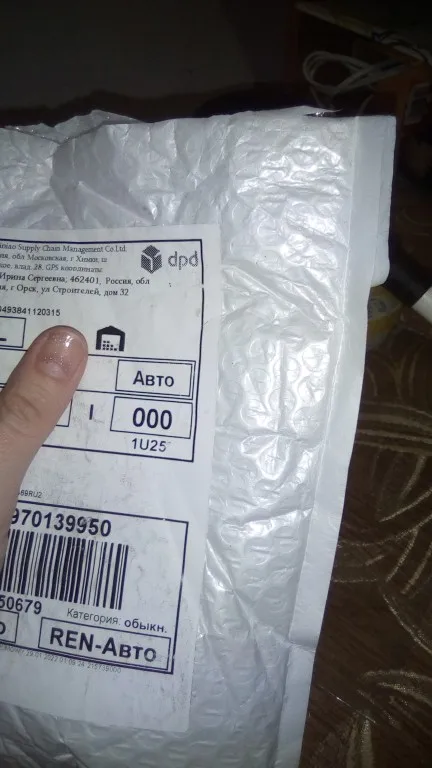 Supply Chain Management Co.Ltd.
обл Московская, г Химки,
влад. 28. GPS координаты
dpd
Ирина Сергеевна; 462401, Россия, обл
г Орск, ул Строителей, дом 32
6493841120315
Авто
I 000
1U25
970139950
50679
Категория: обыкн.
REN-Авто